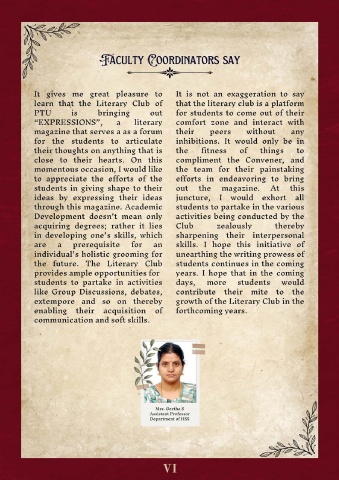 Faculty Coordinators say
It gives me great pleasure to
learn that the Literary Club of
PTU is bringing out
"EXPRESSIONS", a literary
magazine that serves a as a forum
for the students to articulate
their thoughts on anything that is
close to their hearts. On this
momentous occasion, I would like
to appreciate the efforts of the
students in giving shape to their
ideas by expressing their ideas
through this magazine. Academic
Development doesn't mean only
acquiring degrees; rather it lies
in developing one's skills, which
are a prerequisite for an
individual's holistic grooming for
the future. The Literary Club
provides ample opportunities for
students to partake in activities
like Group Discussions, debates,
extempore and so on thereby
enabling their acquisition of
communication and soft skills.
It is not an exaggeration to say
that the literary club is a platform
for students to come out of their
comfort zone and interact with
their peers without any
inhibitions. It would only be in
the fitness of things to
compliment the Convener, and
the team for their painstaking
efforts in endeavoring to bring
out the magazine. At this
juncture, I would exhort all
students to partake in the various
activities being conducted by the
Club zealously thereby
sharpening their interpersonal
skills. I hope this initiative of
unearthing the writing prowess of
students continues in the coming
years. I hope that in the coming
days, more students would
contribute their mite to the
growth of the Literary Club in the
forthcoming years.
Mrs. Geetha S
Assistant Professor
Department of HSS
VI